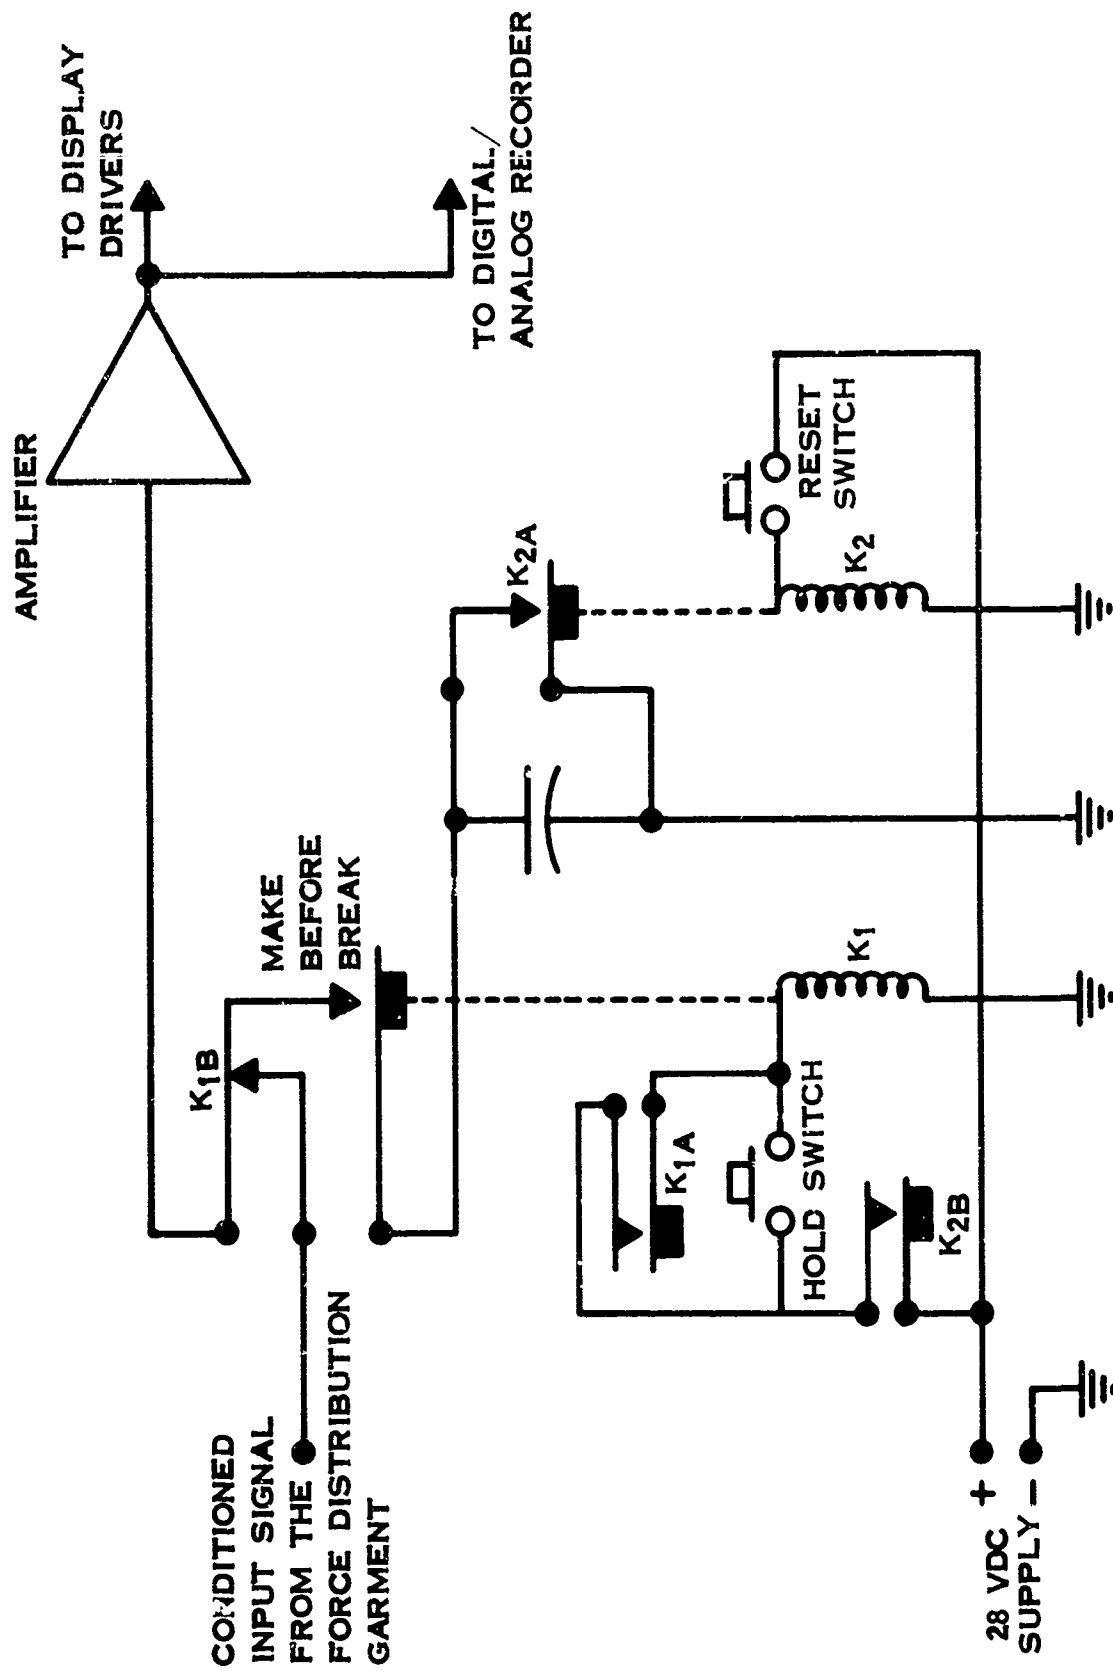 AMPLIFIER
TO DISPLAY
DRIVERS
TO DIGITAL/
ANALOG RECORDER
CONDITIONED
INPUT SIGNAL
FROM THE
FORCE DISTRIBUTION
GARMENT
K1B
MAKE
BEFORE
BREAK
K2A
K1A
HOLD SWITCH
K1
K2
RESET
SWITCH
K2B
28 VDC
SUPPLY
+
−